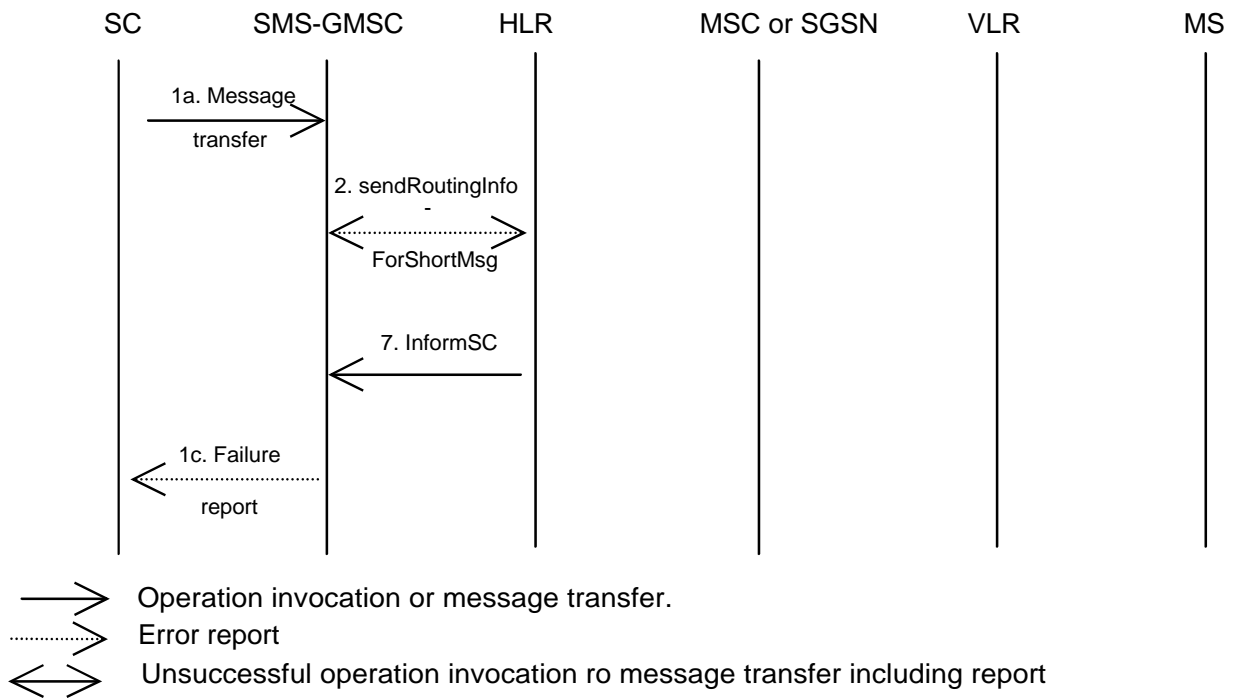 SC SMS-GMSC HLR MSC or SGSN VLR MS
1a. Message
transfer
2. sendRoutingInfo
-
ForShortMsg
7. InformSC
1c. Failure
report
Operation invocation or message transfer.
Error report
Unsuccessful operation invocation ro message transfer including report